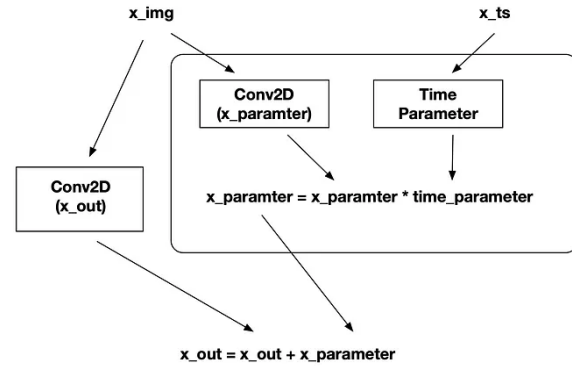 x_img
x_ts
Conv2D
(x_paramter)
Time
Parameter
Conv2D
(x_out)
x_paramter = x_paramter * time_parameter
x_out = x_out + x_parameter